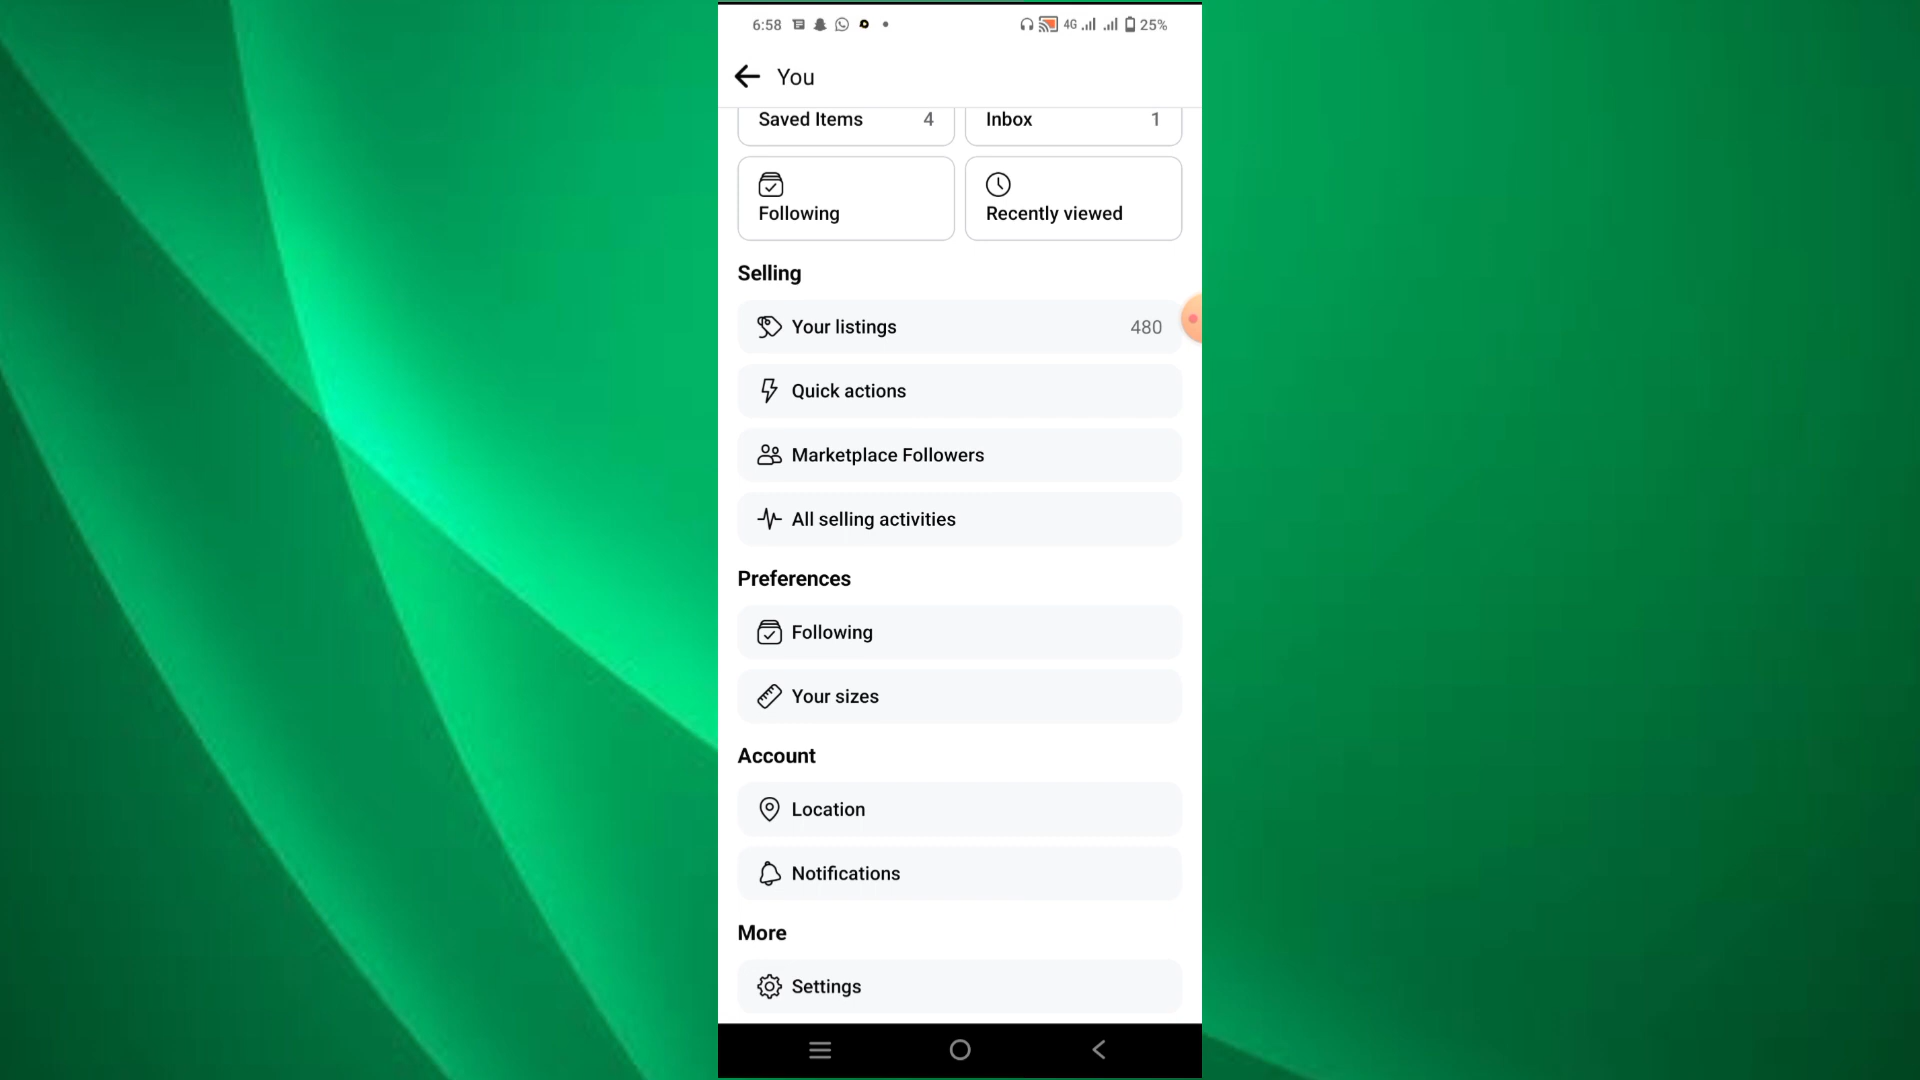 6:58 4G 25%
You
Saved Items 4 Inbox 1
Following Recently viewed
Selling
Your listings 480
Quick actions
Marketplace Followers
All selling activities
Preferences
Following
Your sizes
Account
Location
Notifications
More
Settings